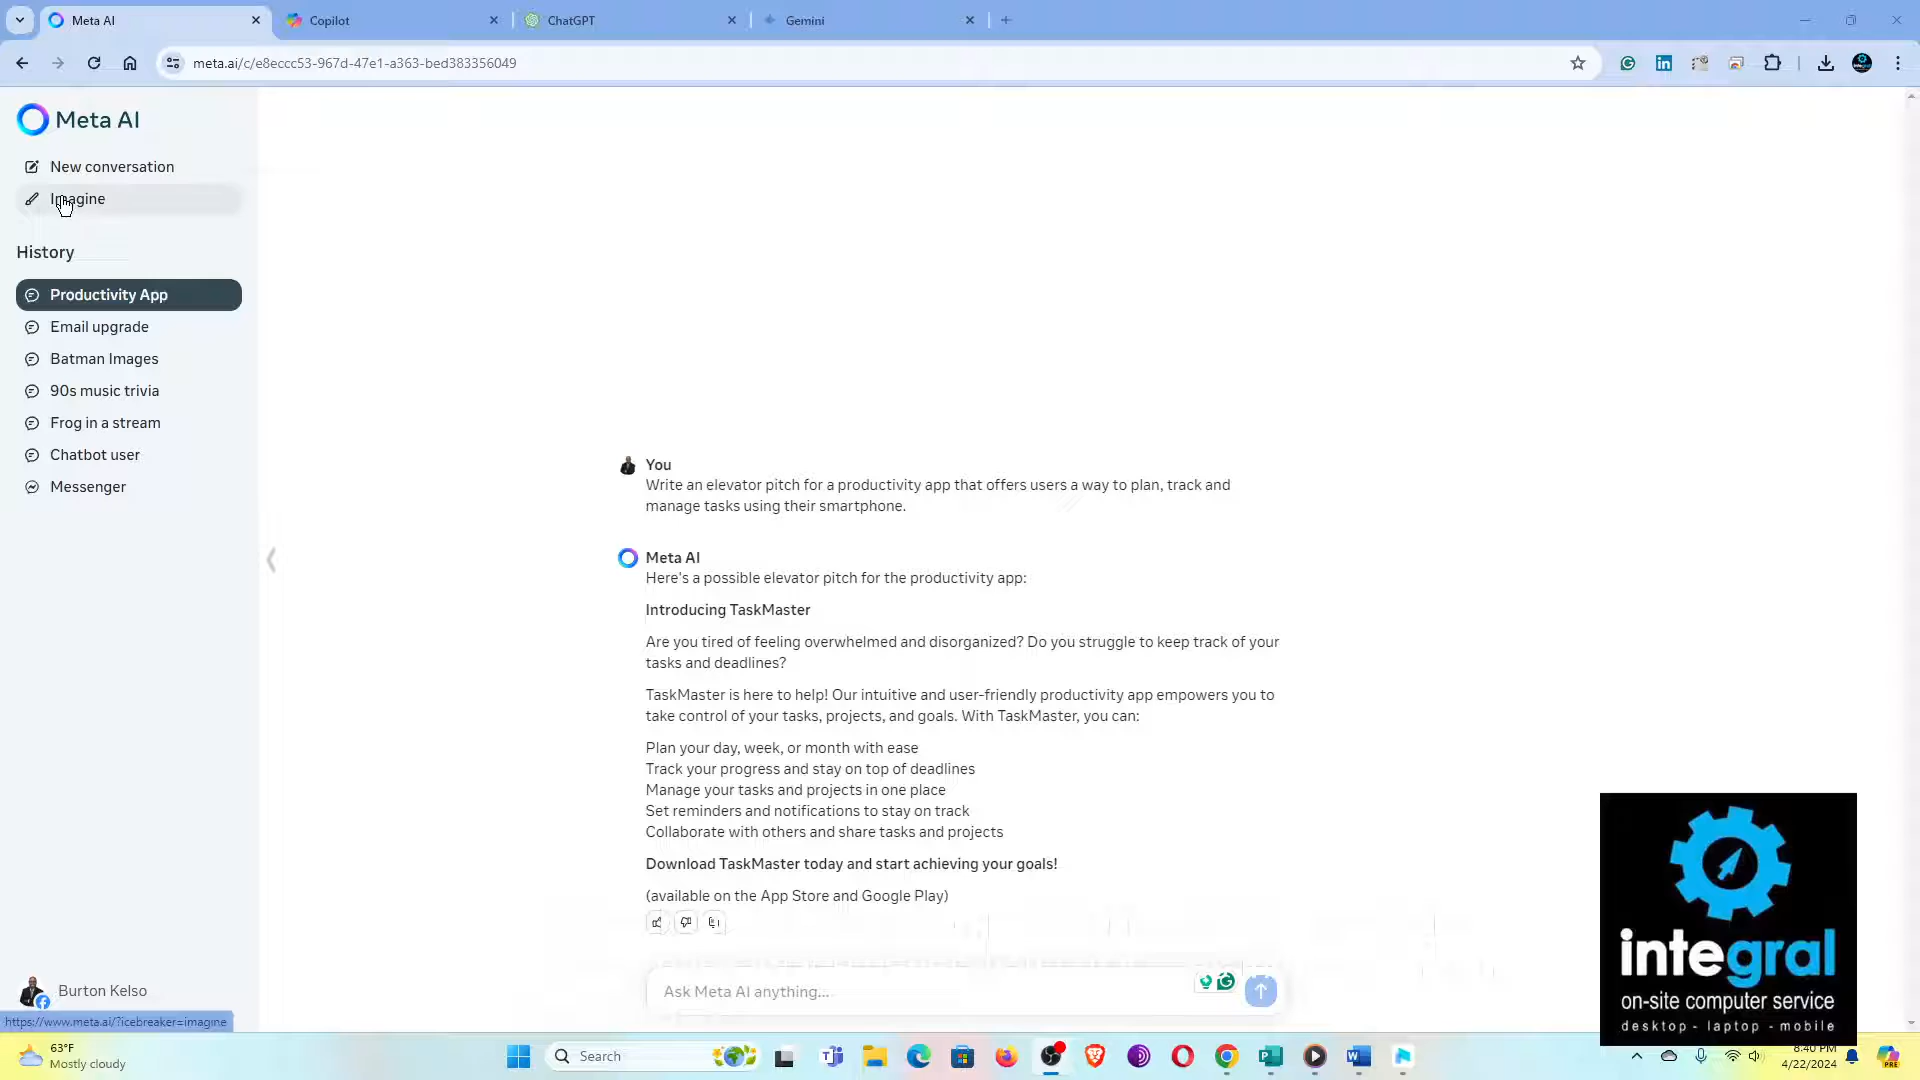 Meta AI
Copilot
ChatGPT
Gemini
meta.ai/c/e8eccc53-967d-47e1-a363-bed383356049
Meta AI
New conversation
Imagine
History
Productivity App
Email upgrade
Batman Images
90s music trivia
Frog in a stream
Chatbot user
Messenger
You
Write an elevator pitch for a productivity app that offers users a way to plan, track and
manage tasks using their smartphone.
Meta AI
Here's a possible elevator pitch for the productivity app:
Introducing TaskMaster
Are you tired of feeling overwhelmed and disorganized? Do you struggle to keep track of your
tasks and deadlines?
TaskMaster is here to help! Our intuitive and user-friendly productivity app empowers you to
take control of your tasks, projects, and goals. With TaskMaster, you can:
Plan your day, week, or month with ease
Track your progress and stay on top of deadlines
Manage your tasks and projects in one place
Set reminders and notifications to stay on track
Collaborate with others and share tasks and projects
Download TaskMaster today and start achieving your goals!
(available on the App Store and Google Play)
Ask Meta AI anything...
Burton Kelso
https://www.meta.ai/?icebreaker=imagine
integral
on-site computer service
desktop - laptop - mobile
63°F
Mostly cloudy
Search
8:40 PM
4/22/2024
PRE